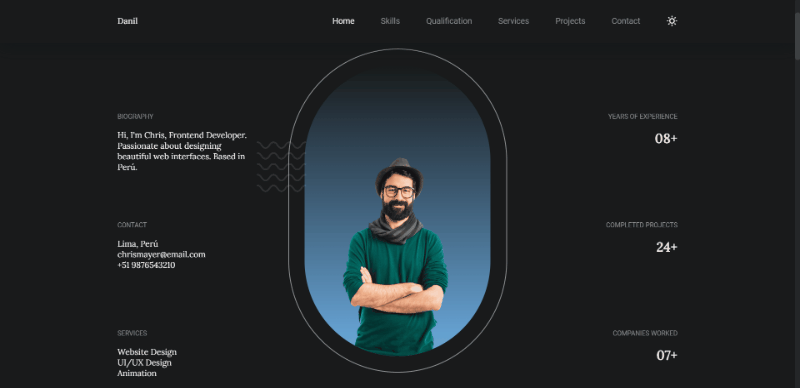 Danil
Home Skills Qualification Services Projects Contact
BIOGRAPHY
Hi, I'm Chris, Frontend Developer.
Passionate about designing
beautiful web interfaces. Based in
Perú.
YEARS OF EXPERIENCE
08+
CONTACT
Lima, Perú
chrismayer@email.com
+51 9876543210
COMPLETED PROJECTS
24+
SERVICES
Website Design
UI/UX Design
Animation
COMPANIES WORKED
07+